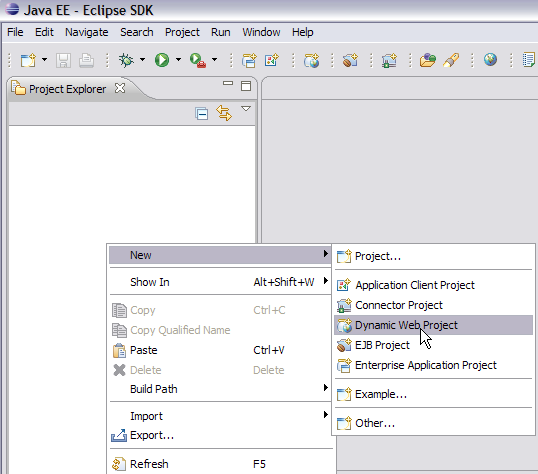 Java EE - Eclipse SDK
File Edit Navigate Search Project Run Window Help
Project Explorer
New
Project...
Show In Alt+Shift+W
Application Client Project
Copy Ctrl+C
Connector Project
Copy Qualified Name
Dynamic Web Project
Paste Ctrl+V
EJB Project
Delete Delete
Enterprise Application Project
Build Path
Example...
Import
Other...
Export...
Refresh F5